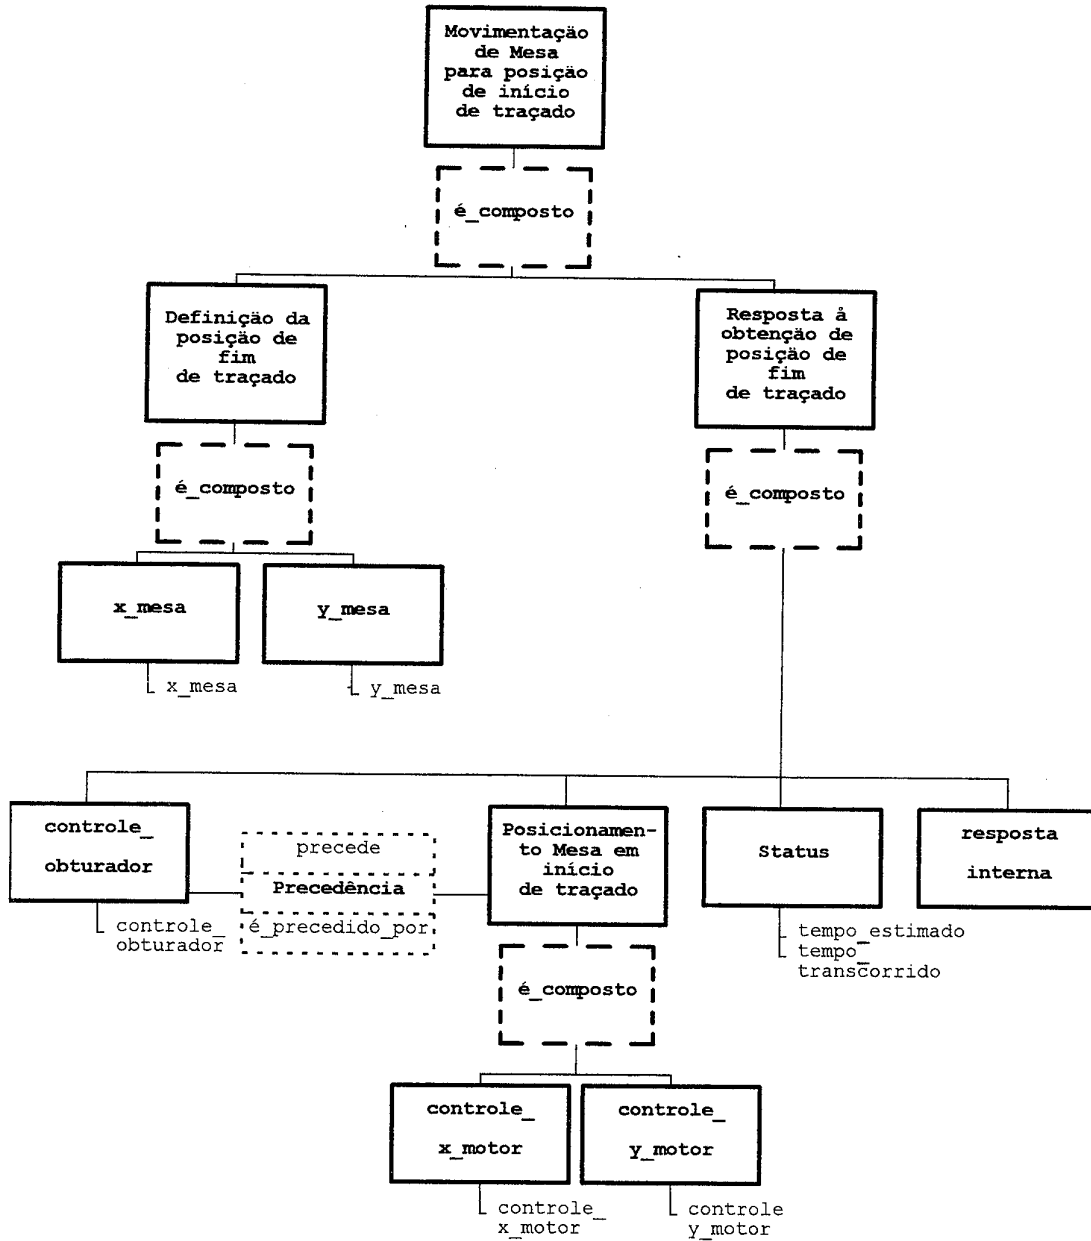 Movimentação
de Mesa
para posição
de início
de traçado
é_composto
Definição da
posição de
fim
de traçado
Resposta à
obtenção de
posição de
fim
de traçado
é_composto
é_composto
x_mesa
y_mesa
x_mesa
y_mesa
controle_
obturador
precede
Precedência
é_precedido_por
Posicionamen-
to Mesa em
início
de traçado
Status
resposta
interna
controle_
obturador
tempo_estimado
tempo_
transcorrido
é_composto
controle_
x_motor
controle_
y_motor
controle_
x_motor
controle
y_motor